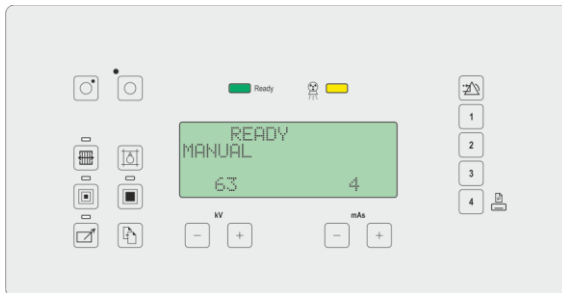 Ready
READY
MANUAL
63 4
kV mAs
- + - +
1
2
3
4